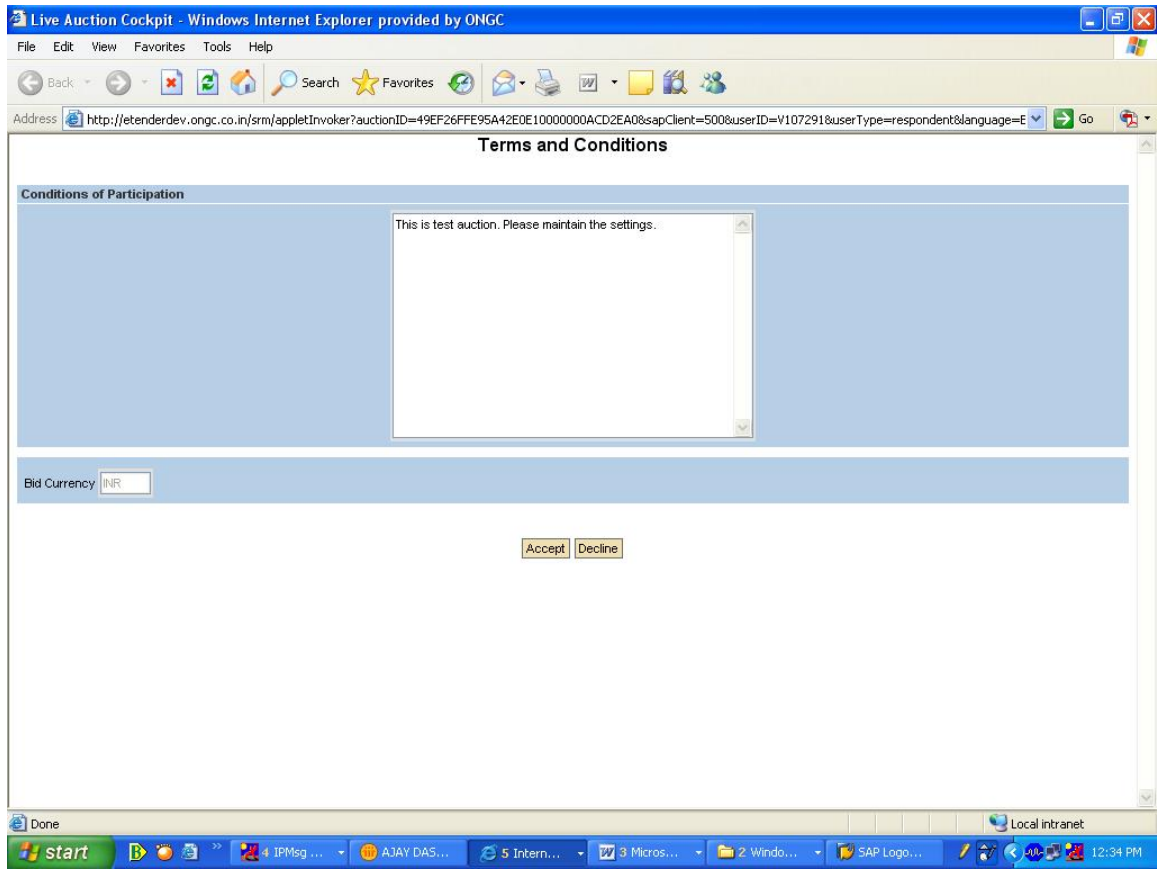 Live Auction Cockpit - Windows Internet Explorer provided by ONGC
File Edit View Favorites Tools Help
Back Search Favorites
Address http://etenderdev.ongc.co.in/srm/appletInvoker?auctionID=49EF26FFE95A42E0E10000000ACD2EA0&sapClient=500&userID=V107291&userType=respondent&language=E Go
Terms and Conditions
Conditions of Participation
This is test auction. Please maintain the settings.
Bid Currency INR
Accept Decline
Done Local intranet
start 4 IPMsg ... AJAY DAS... 5 Intern... 3 Micros... 2 Windo... SAP Logo... 12:34 PM